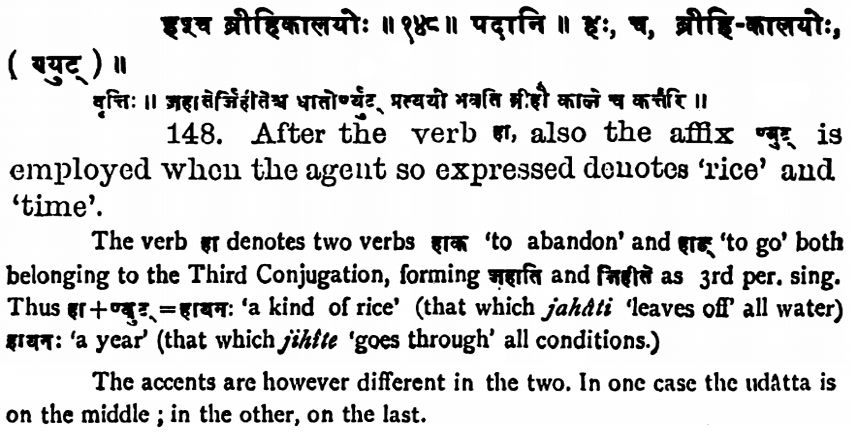 हश्च व्रीहिकालयोः ॥ १४८ ॥ पदानि ॥ हः, च, व्रीहि-कालयोः,
( ण्युट् ) ॥
वृत्तिः ॥ जहातेर्जिहीतेश्च धातोर्ण्युट् प्रत्ययो भवति व्रीहौ काले च कर्त्तरि ॥
148. After the verb हा, also the affix ण्युट् is
employed when the agent so expressed denotes ‘rice’ and
‘time’.
The verb हा denotes two verbs हाक ‘to abandon’ and हाङ् ‘to go’ both
belonging to the Third Conjugation, forming जहाति and जिहीते as 3rd per. sing.
Thus हा+ण्युट्=हायनः ‘a kind of rice’ (that which jahâti ‘leaves off’ all water)
हायनः ‘a year’ (that which jihîte ‘goes through’ all conditions.)
The accents are however different in the two. In one case the udâtta is
on the middle ; in the other, on the last.